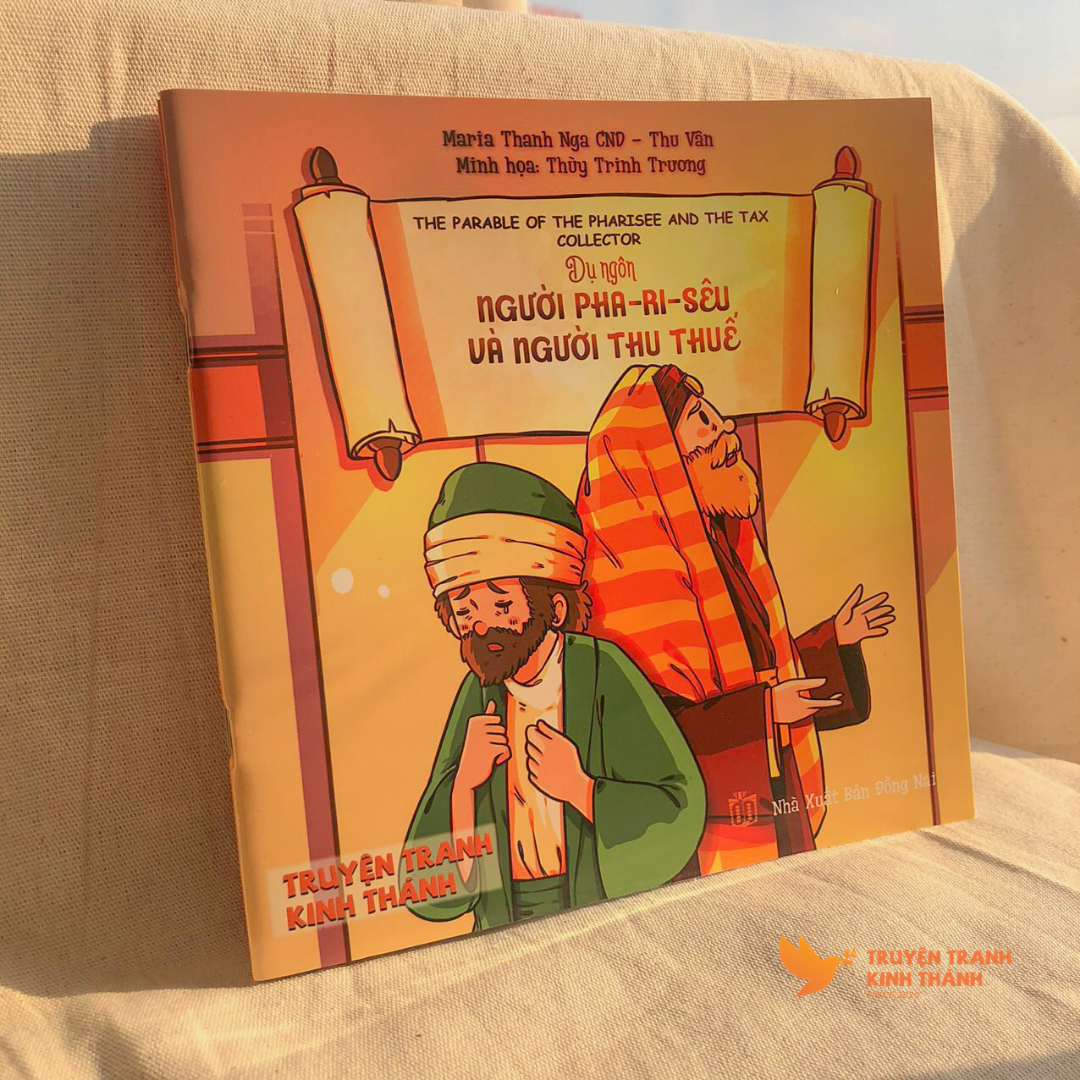 Maria Thanh Nga CND – Thu Vân
Minh họa: Thùy Trinh Trương
THE PARABLE OF THE PHARISEE AND THE TAX
COLLECTOR
Dụ ngôn
NGƯỜI PHA-RI-SÊU
VÀ NGƯỜI THU THUẾ
Nhà Xuất Bản Đồng Nai
TRUYỆN TRANH
KINH THÁNH
TRUYỆN TRANH
KINH THÁNH